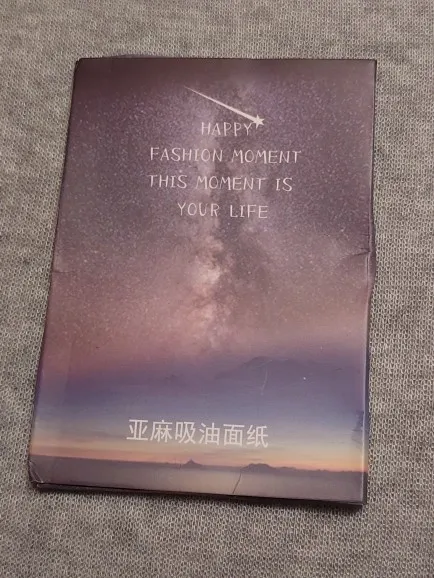 HAPPY
FASHION MOMENT
THIS MOMENT IS
YOUR LIFE
亚麻吸油面纸